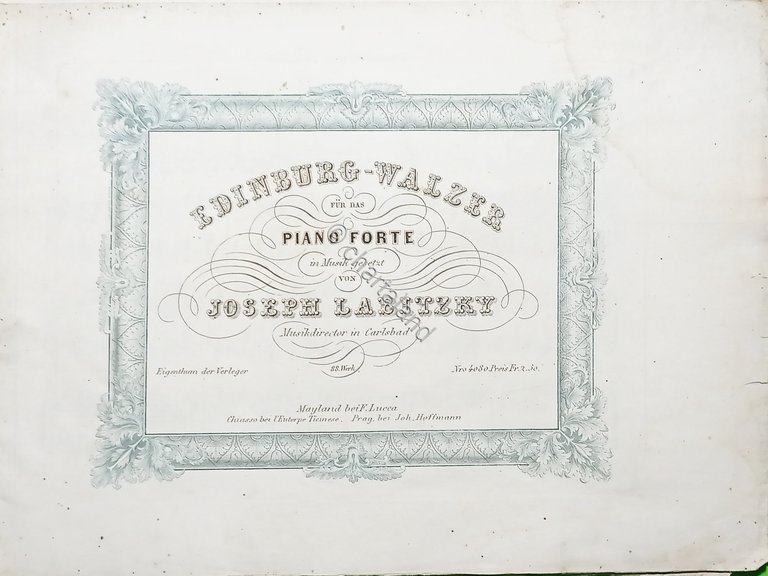 EDINBURG-WALZER
FÜR DAS
PIANO FORTE
in Musik gesetzt
VON
JOSEPH LABITZKY
Musikdirector in Carlsbad
88. Werk.
Eigenthum der Verleger
Nro 4080. Preis Fr. 2. 50.
Mayland bei F. Lucca
Chiasso bei l'Euterpe Ticinese. Prag, bei Joh. Hoffmann
© chartaland